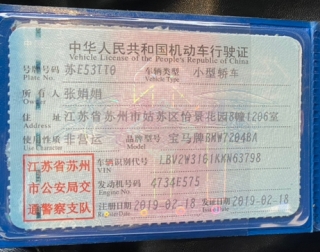 中华人民共和国机动车行驶证
Vehicle License of the People's Republic of China
号牌号码 苏E53TT0 车辆类型 小型轿车
Plate No. Vehicle Type
所有人 张娟娟
Owner
住址 江苏省苏州市姑苏区怡景花园8幢1206室
Address
使用性质 非营运 品牌型号 宝马牌BMW7204BA
Use Character Model
江苏省苏州
市公安局交
通警察支队
车辆识别代号 LBV2W3101KKW63798
VIN
发动机号码 4734E575
Engine No.
注册日期 2019-02-18 发证日期 2019-02-18
Register Date Issue Date